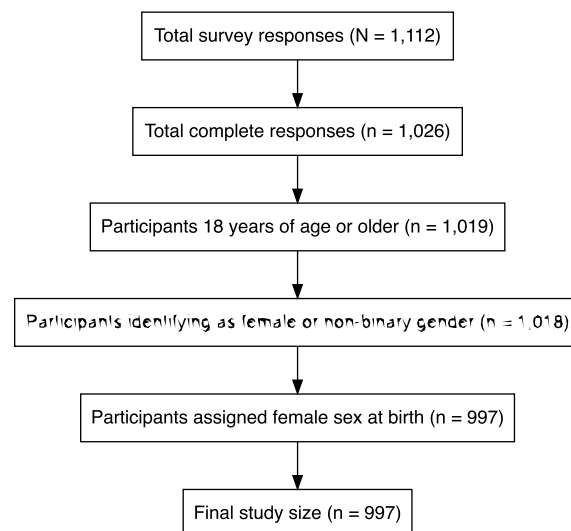 Total survey responses (N = 1,112)
Total complete responses (n = 1,026)
Participants 18 years of age or older (n = 1,019)
Participants identifying as female or non-binary gender (n = 1,018)
Participants assigned female sex at birth (n = 997)
Final study size (n = 997)